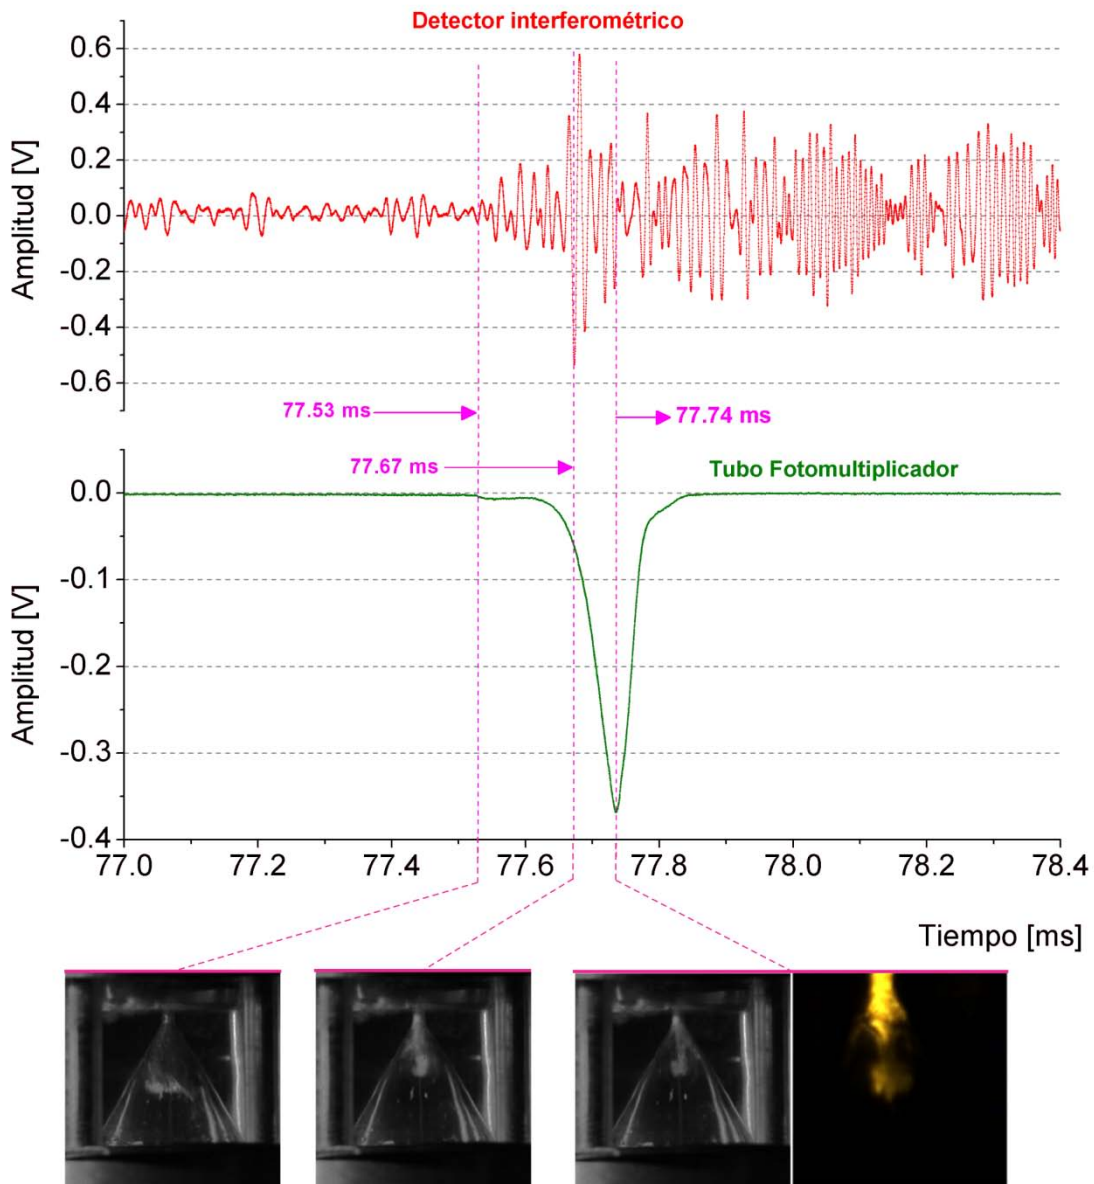 Detector interferométrico
0.6
0.4
0.2
0.0
-0.2
-0.4
-0.6
Amplitud [V]
77.53 ms
77.74 ms
77.67 ms
Tubo Fotomultiplicador
0.0
-0.1
-0.2
-0.3
-0.4
Amplitud [V]
77.0 77.2 77.4 77.6 77.8 78.0 78.2 78.4
Tiempo [ms]